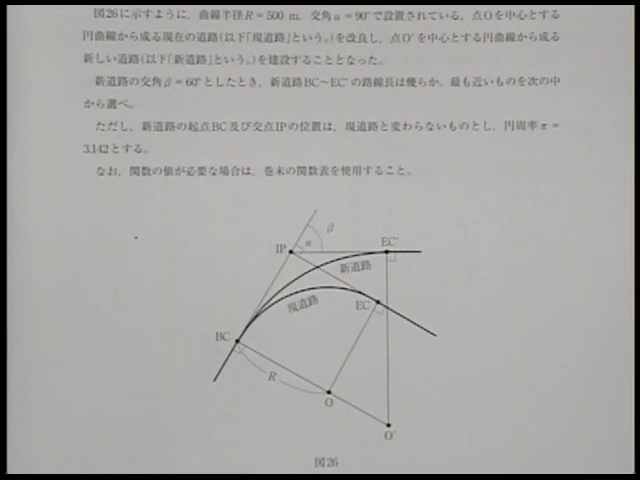 図26に示すように，曲線半径R＝500 m，交角α＝90°で設置されている，点Oを中心とする
円曲線から成る現在の道路(以下「現道路」という。)を改良し，点O'を中心とする円曲線から成る
新しい道路(以下「新道路」という。)を建設することとなった。
新道路の交角β＝60°としたとき，新道路BC～EC'の路線長は幾らか。最も近いものを次の中
から選べ。
ただし，新道路の起点BC及び交点IPの位置は，現道路と変わらないものとし，円周率π＝
3.142とする。
なお，関数の値が必要な場合は，巻末の関数表を使用すること。
β
IP
α
EC'
新道路
現道路
EC
BC
R
O
O'
図26